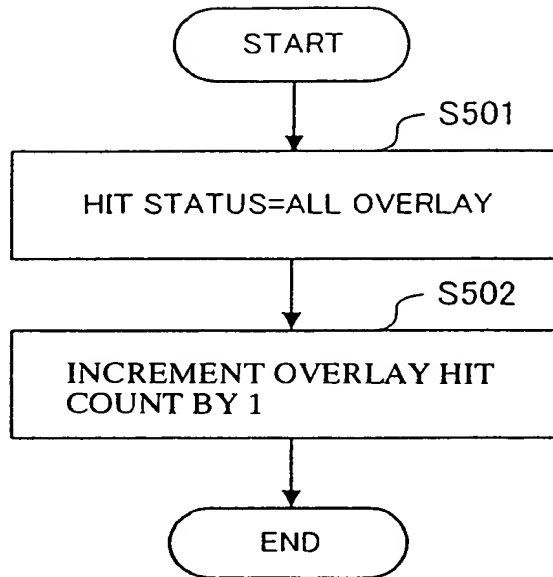 START
S501
HIT STATUS=ALL OVERLAY
S502
INCREMENT OVERLAY HIT
COUNT BY 1
END